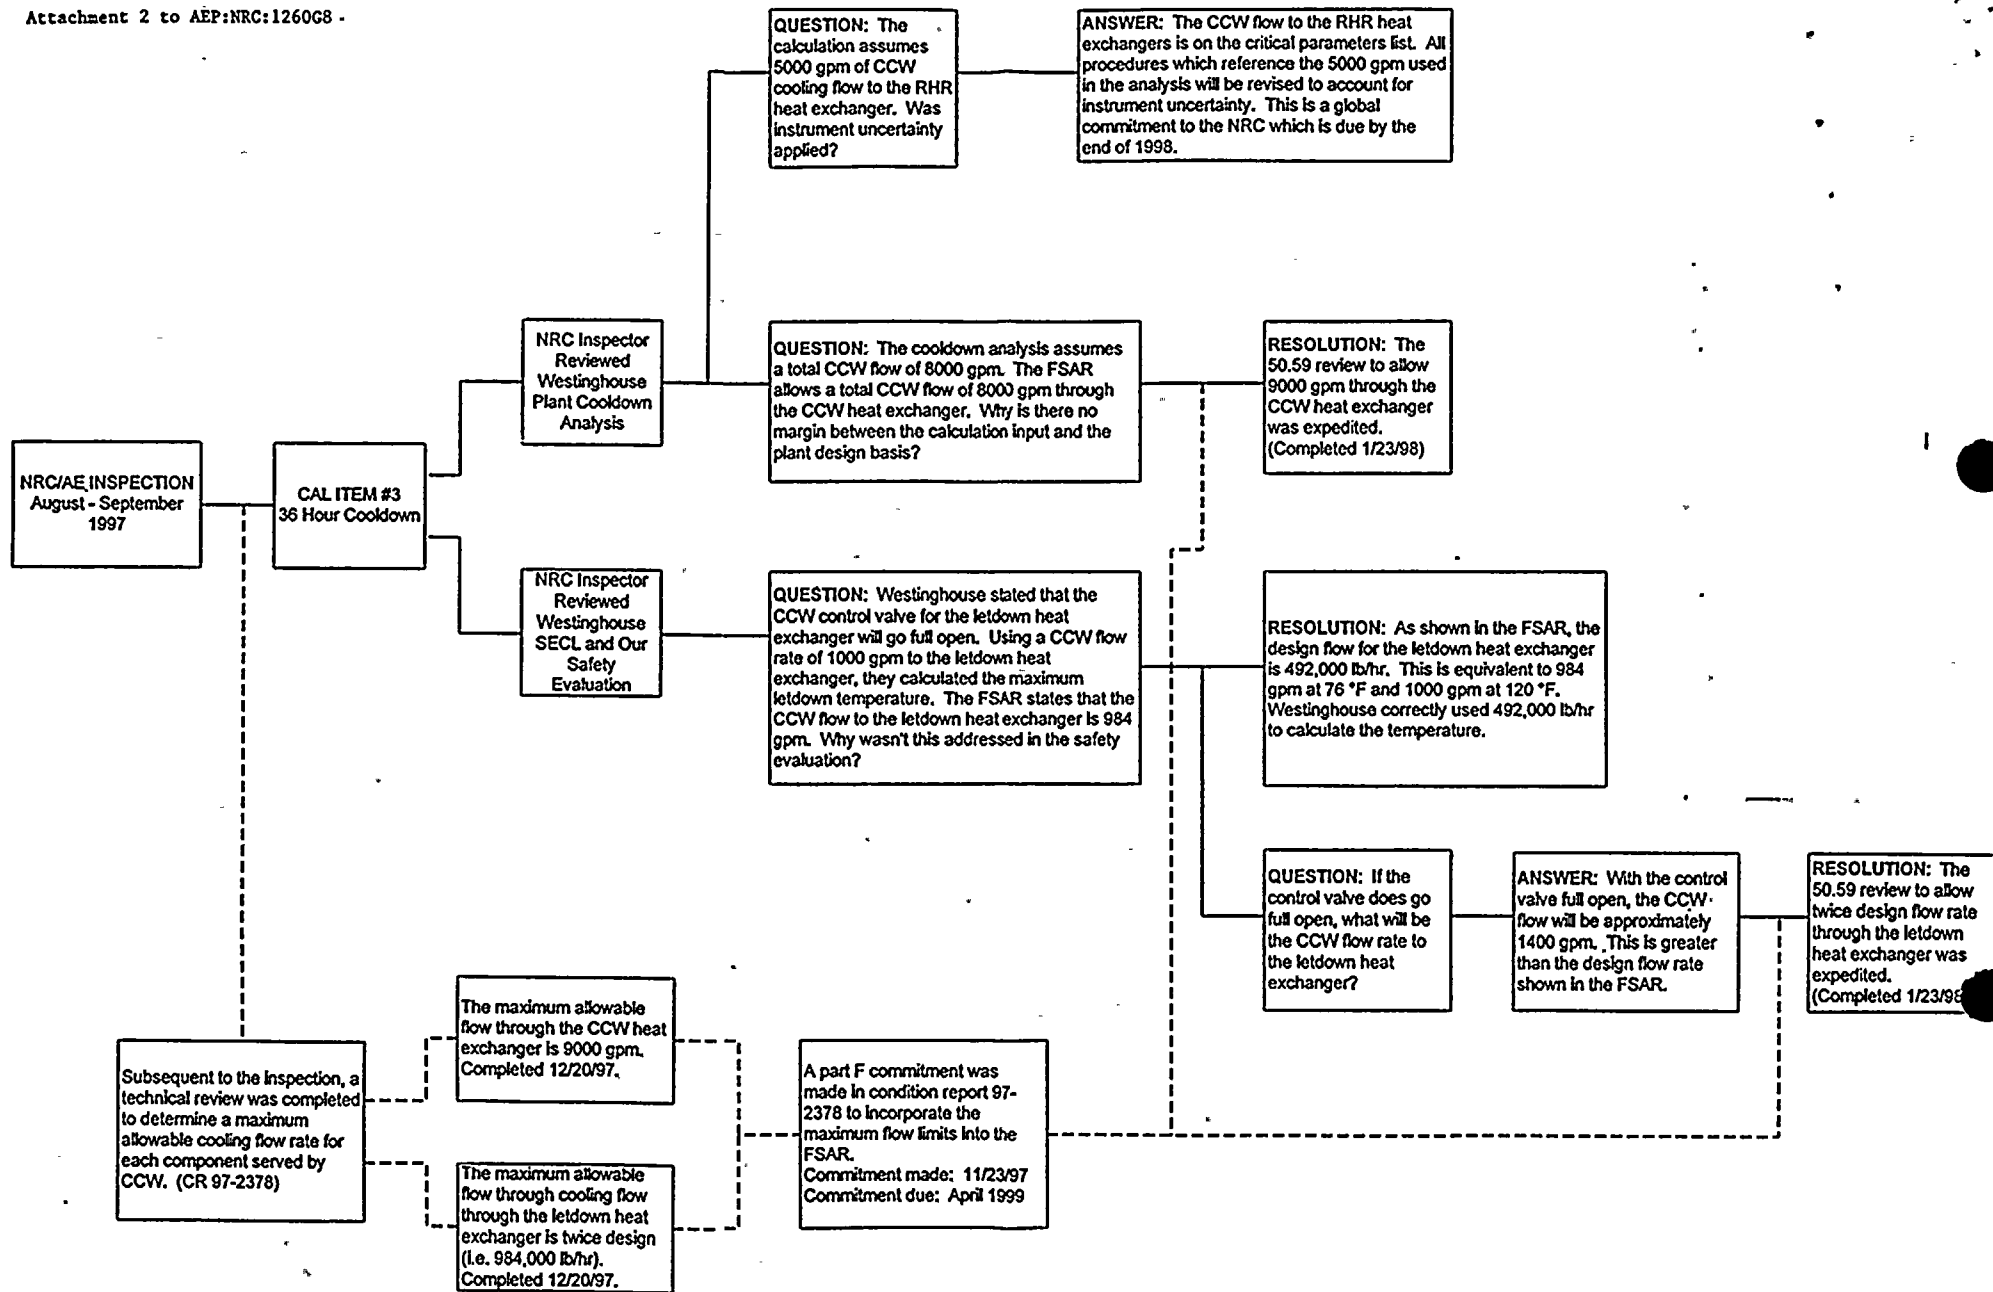 Attachment 2 to AEP:NRC:1260G8
QUESTION: The
calculation assumes
5000 gpm of CCW
cooling flow to the RHR
heat exchanger. Was
instrument uncertainty
applied?
ANSWER: The CCW flow to the RHR heat
exchangers is on the critical parameters list. All
procedures which reference the 5000 gpm used
in the analysis will be revised to account for
instrument uncertainty. This is a global
commitment to the NRC which is due by the
end of 1998.
NRC Inspector
Reviewed
Westinghouse
Plant Cooldown
Analysis
QUESTION: The cooldown analysis assumes
a total CCW flow of 8000 gpm. The FSAR
allows a total CCW flow of 8000 gpm through
the CCW heat exchanger. Why is there no
margin between the calculation input and the
plant design basis?
RESOLUTION: The
50.59 review to allow
9000 gpm through the
CCW heat exchanger
was expedited.
(Completed 1/23/98)
NRC/AE INSPECTION
August - September
1997
CAL ITEM #3
36 Hour Cooldown
NRC Inspector
Reviewed
Westinghouse
SECL and Our
Safety
Evaluation
QUESTION: Westinghouse stated that the
CCW control valve for the letdown heat
exchanger will go full open. Using a CCW flow
rate of 1000 gpm to the letdown heat
exchanger, they calculated the maximum
letdown temperature. The FSAR states that the
CCW flow to the letdown heat exchanger is 984
gpm. Why wasn't this addressed in the safety
evaluation?
RESOLUTION: As shown in the FSAR, the
design flow for the letdown heat exchanger
is 492,000 lb/hr. This is equivalent to 984
gpm at 76 °F and 1000 gpm at 120 °F.
Westinghouse correctly used 492,000 lb/hr
to calculate the temperature.
QUESTION: If the
control valve does go
full open, what will be
the CCW flow rate to
the letdown heat
exchanger?
ANSWER: With the control
valve full open, the CCW
flow will be approximately
1400 gpm. This is greater
than the design flow rate
shown in the FSAR.
RESOLUTION: The
50.59 review to allow
twice design flow rate
through the letdown
heat exchanger was
expedited.
(Completed 1/23/98
Subsequent to the inspection, a
technical review was completed
to determine a maximum
allowable cooling flow rate for
each component served by
CCW. (CR 97-2378)
The maximum allowable
flow through the CCW heat
exchanger is 9000 gpm.
Completed 12/20/97.
The maximum allowable
flow through cooling flow
through the letdown heat
exchanger is twice design
(i.e. 984,000 lb/hr).
Completed 12/20/97.
A part F commitment was
made in condition report 97-
2378 to incorporate the
maximum flow limits into the
FSAR.
Commitment made: 11/23/97
Commitment due: April 1999